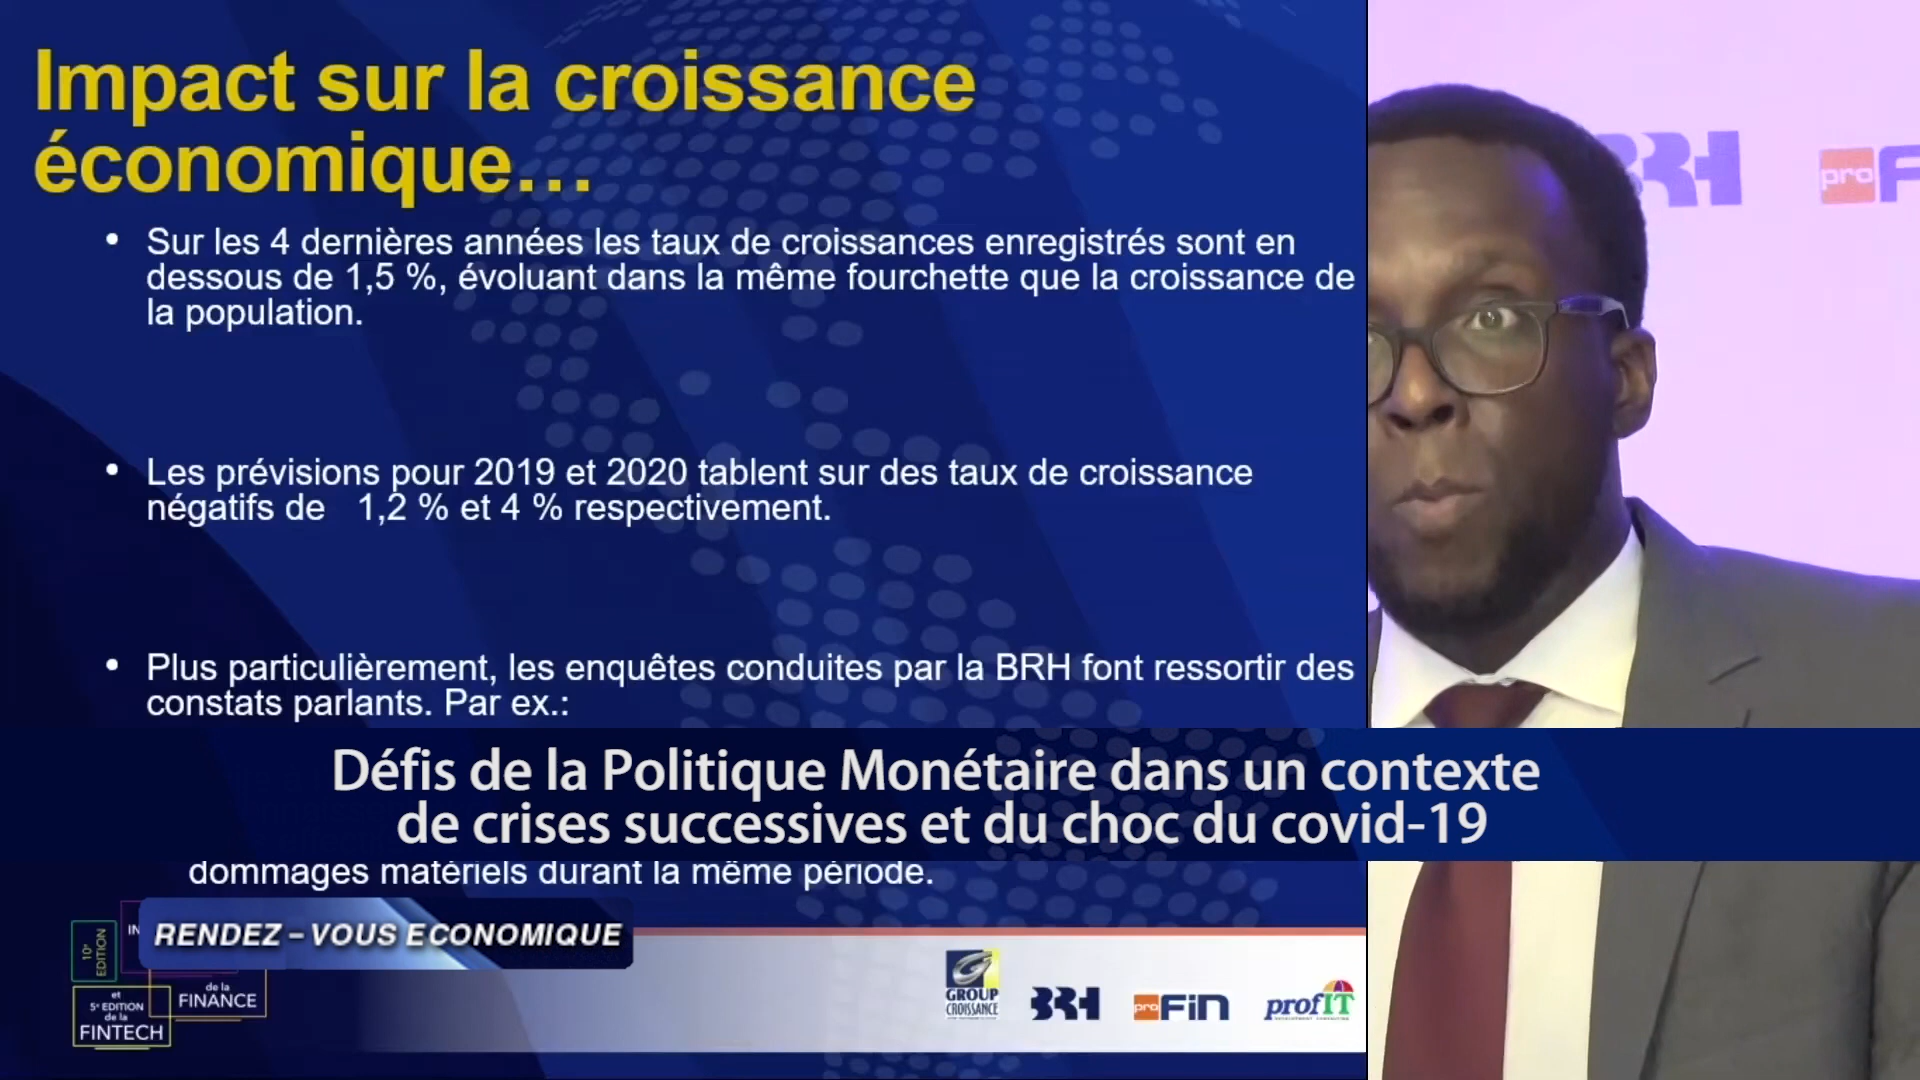 Impact sur la croissance
économique...
• Sur les 4 dernières années les taux de croissances enregistrés sont en
dessous de 1,5 %, évoluant dans la même fourchette que la croissance de
la population.
• Les prévisions pour 2019 et 2020 tablent sur des taux de croissance
négatifs de 1,2 % et 4 % respectivement.
• Plus particulièrement, les enquêtes conduites par la BRH font ressortir des
constats parlants. Par ex.:
Défis de la Politique Monétaire dans un contexte
de crises successives et du choc du covid-19
dommages matériels durant la même période.
RENDEZ – VOUS ECONOMIQUE
10e
EDITION
IN
de la
FINANCE
et
5e EDITION
de la
FINTECH
GROUP
CROISSANCE
BRH
proFin
profIT
BRH
proF